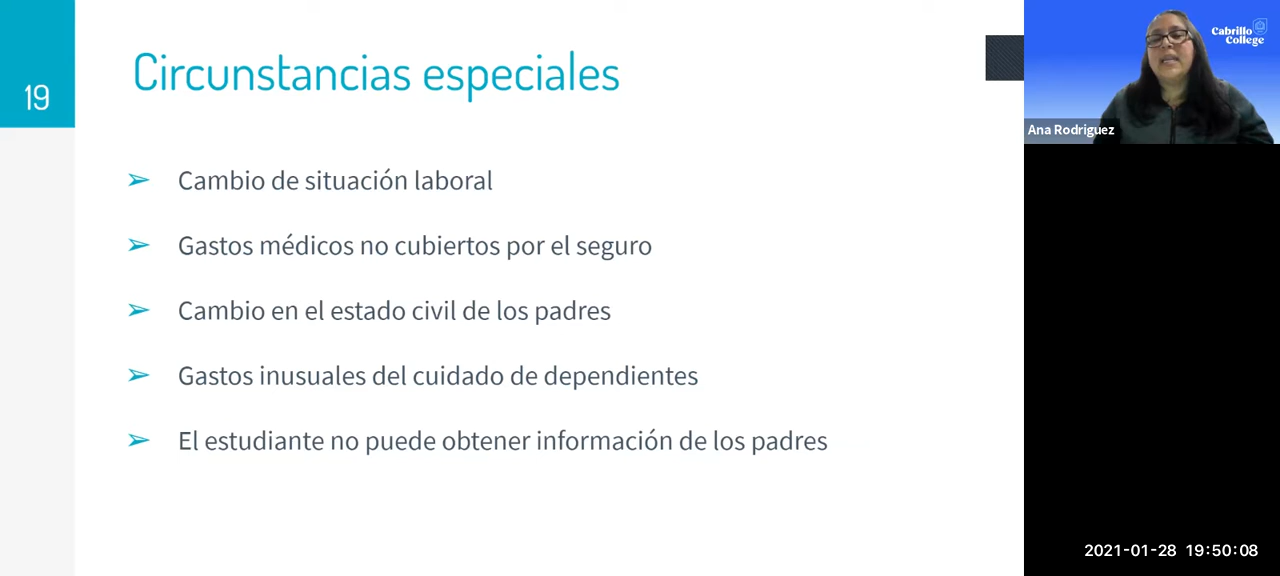 19
Circunstancias especiales
➢ Cambio de situación laboral
➢ Gastos médicos no cubiertos por el seguro
➢ Cambio en el estado civil de los padres
➢ Gastos inusuales del cuidado de dependientes
➢ El estudiante no puede obtener información de los padres
Cabrillo
College
Ana Rodriguez
2021-01-28 19:50:08